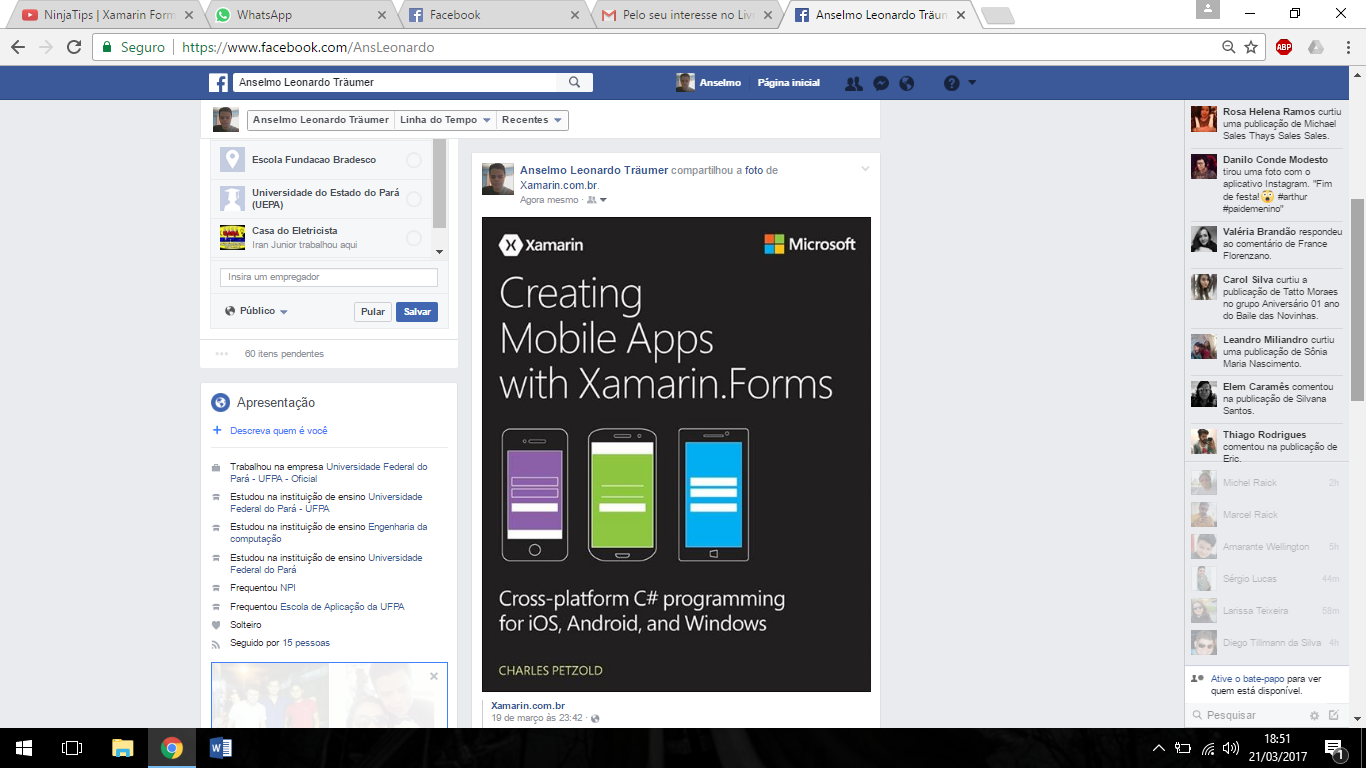 NinjaTips | Xamarin Form
WhatsApp
Facebook
Pelo seu interesse no Liv
Anselmo Leonardo Träum
Seguro
https://www.facebook.com/AnsLeonardo
ABP
Anselmo Leonardo Träumer
Anselmo
Página inicial
Anselmo Leonardo Träumer
Linha do Tempo
Recentes
Escola Fundacao Bradesco
Universidade do Estado do Pará
(UEPA)
Casa do Eletricista
Iran Junior trabalhou aqui
Insira um empregador
Público
Pular
Salvar
60 itens pendentes
Apresentação
Descreva quem é você
Trabalhou na empresa Universidade Federal do
Pará - UFPA - Oficial
Estudou na instituição de ensino Universidade
Federal do Pará - UFPA
Estudou na instituição de ensino Engenharia da
computação
Estudou na instituição de ensino Universidade
Federal do Pará
Frequentou NPI
Frequentou Escola de Aplicação da UFPA
Solteiro
Seguido por 15 pessoas
Anselmo Leonardo Träumer compartilhou a foto de
Xamarin.com.br.
Agora mesmo ·
Xamarin
Microsoft
Creating
Mobile Apps
with Xamarin.Forms
Cross-platform C# programming
for iOS, Android, and Windows
CHARLES PETZOLD
Xamarin.com.br
19 de março às 23:42 ·
Rosa Helena Ramos curtiu
uma publicação de Michael
Sales Thays Sales Sales.
Danilo Conde Modesto
tirou uma foto com o
aplicativo Instagram. "Fim
de festa!😲 #arthur
#paidemenino"
Valéria Brandão respondeu
ao comentário de France
Florenzano.
Carol Silva curtiu a
publicação de Tatto Moraes
no grupo Aniversário 01 ano
do Baile das Novinhas.
Leandro Miliandro curtiu
uma publicação de Sônia
Maria Nascimento.
Elem Caramês comentou
na publicação de Silvana
Santos.
Thiago Rodrigues
comentou na publicação de
Eric.
Michel Raick 2h
Marcel Raick
Amarante Wellington 5h
Sérgio Lucas 44m
Larissa Teixeira 58m
Diego Tillmann da Silva 4h
Ative o bate-papo para ver
quem está disponível.
Pesquisar
18:51
21/03/2017
1